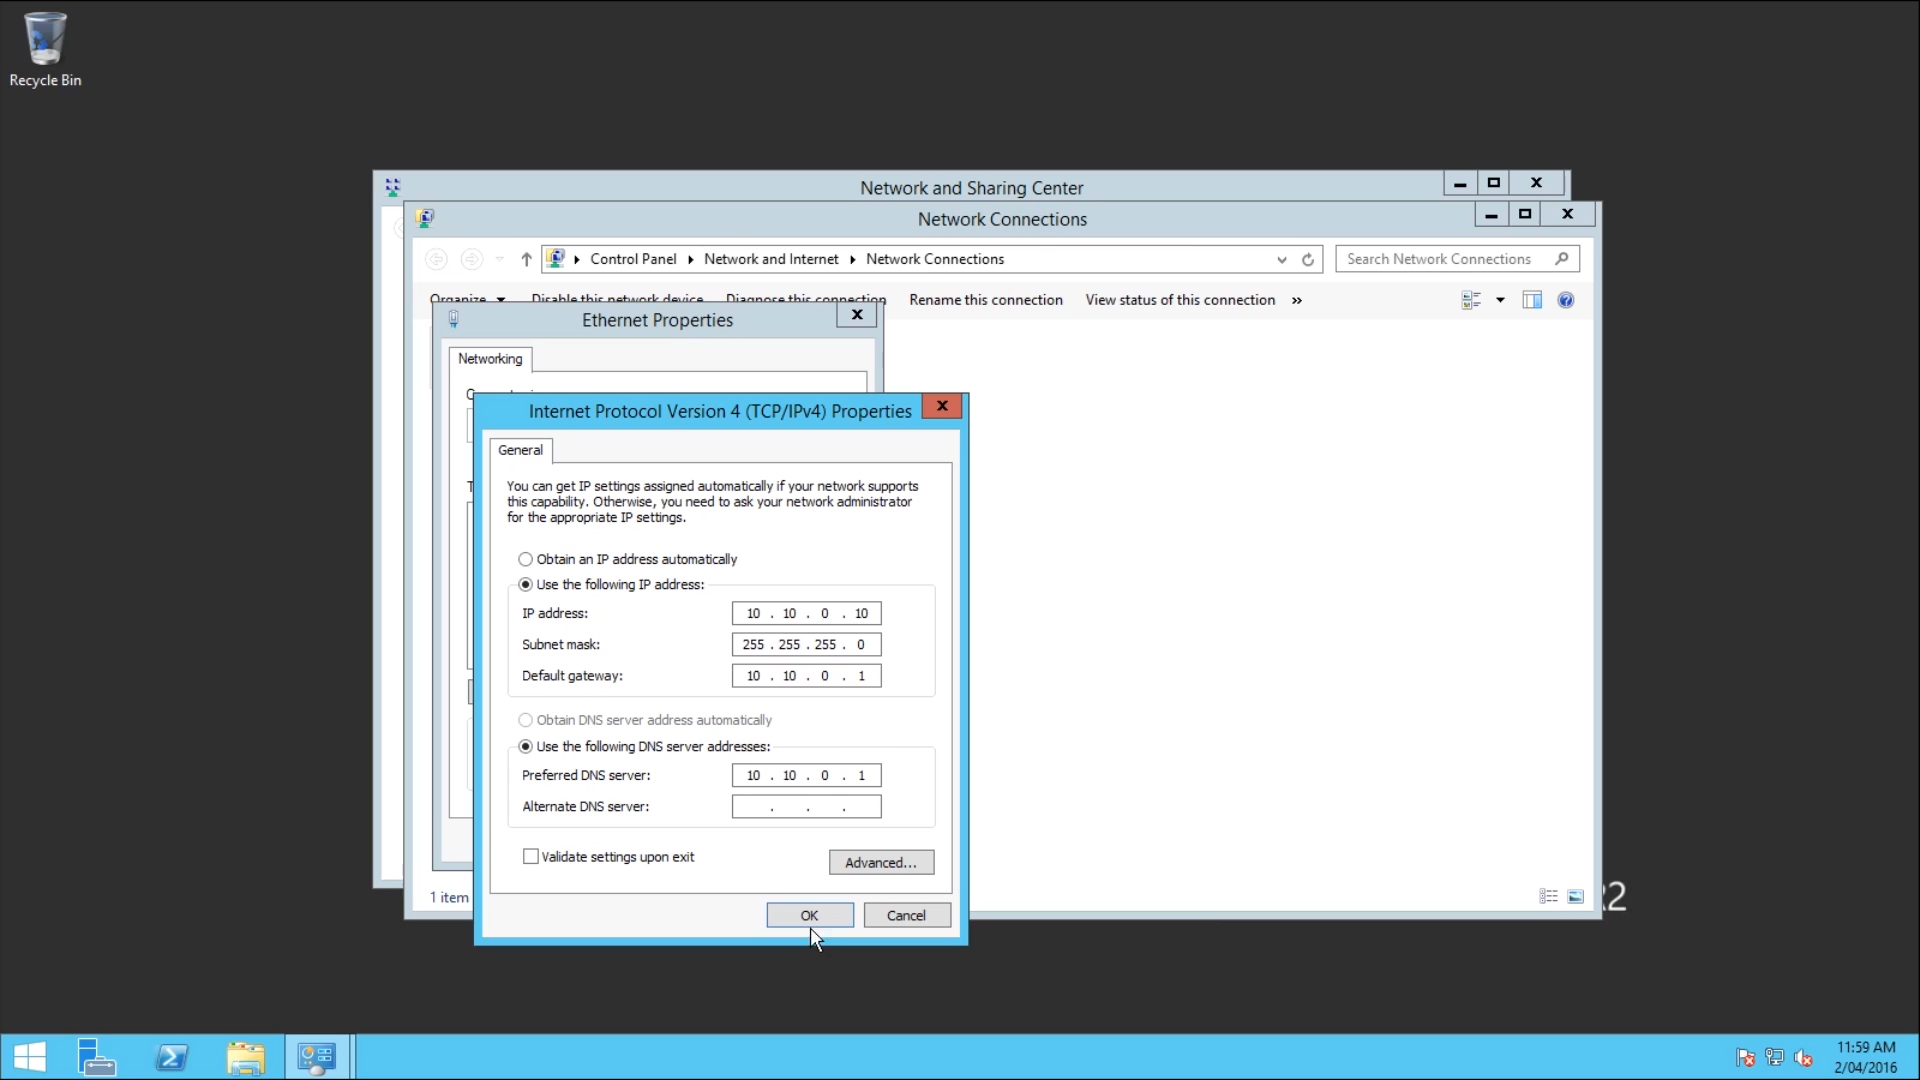 Recycle Bin
Network and Sharing Center
Network Connections
Control Panel Network and Internet Network Connections
Search Network Connections
Organize Disable this network device Diagnose this connection Rename this connection View status of this connection »
Ethernet Properties
Networking
Internet Protocol Version 4 (TCP/IPv4) Properties
General
You can get IP settings assigned automatically if your network supports
this capability. Otherwise, you need to ask your network administrator
for the appropriate IP settings.
Obtain an IP address automatically
Use the following IP address:
IP address: 10 . 10 . 0 . 10
Subnet mask: 255 . 255 . 255 . 0
Default gateway: 10 . 10 . 0 . 1
Obtain DNS server address automatically
Use the following DNS server addresses:
Preferred DNS server: 10 . 10 . 0 . 1
Alternate DNS server: . . .
Validate settings upon exit
Advanced...
1 item
R2
OK
Cancel
11:59 AM
2/04/2016